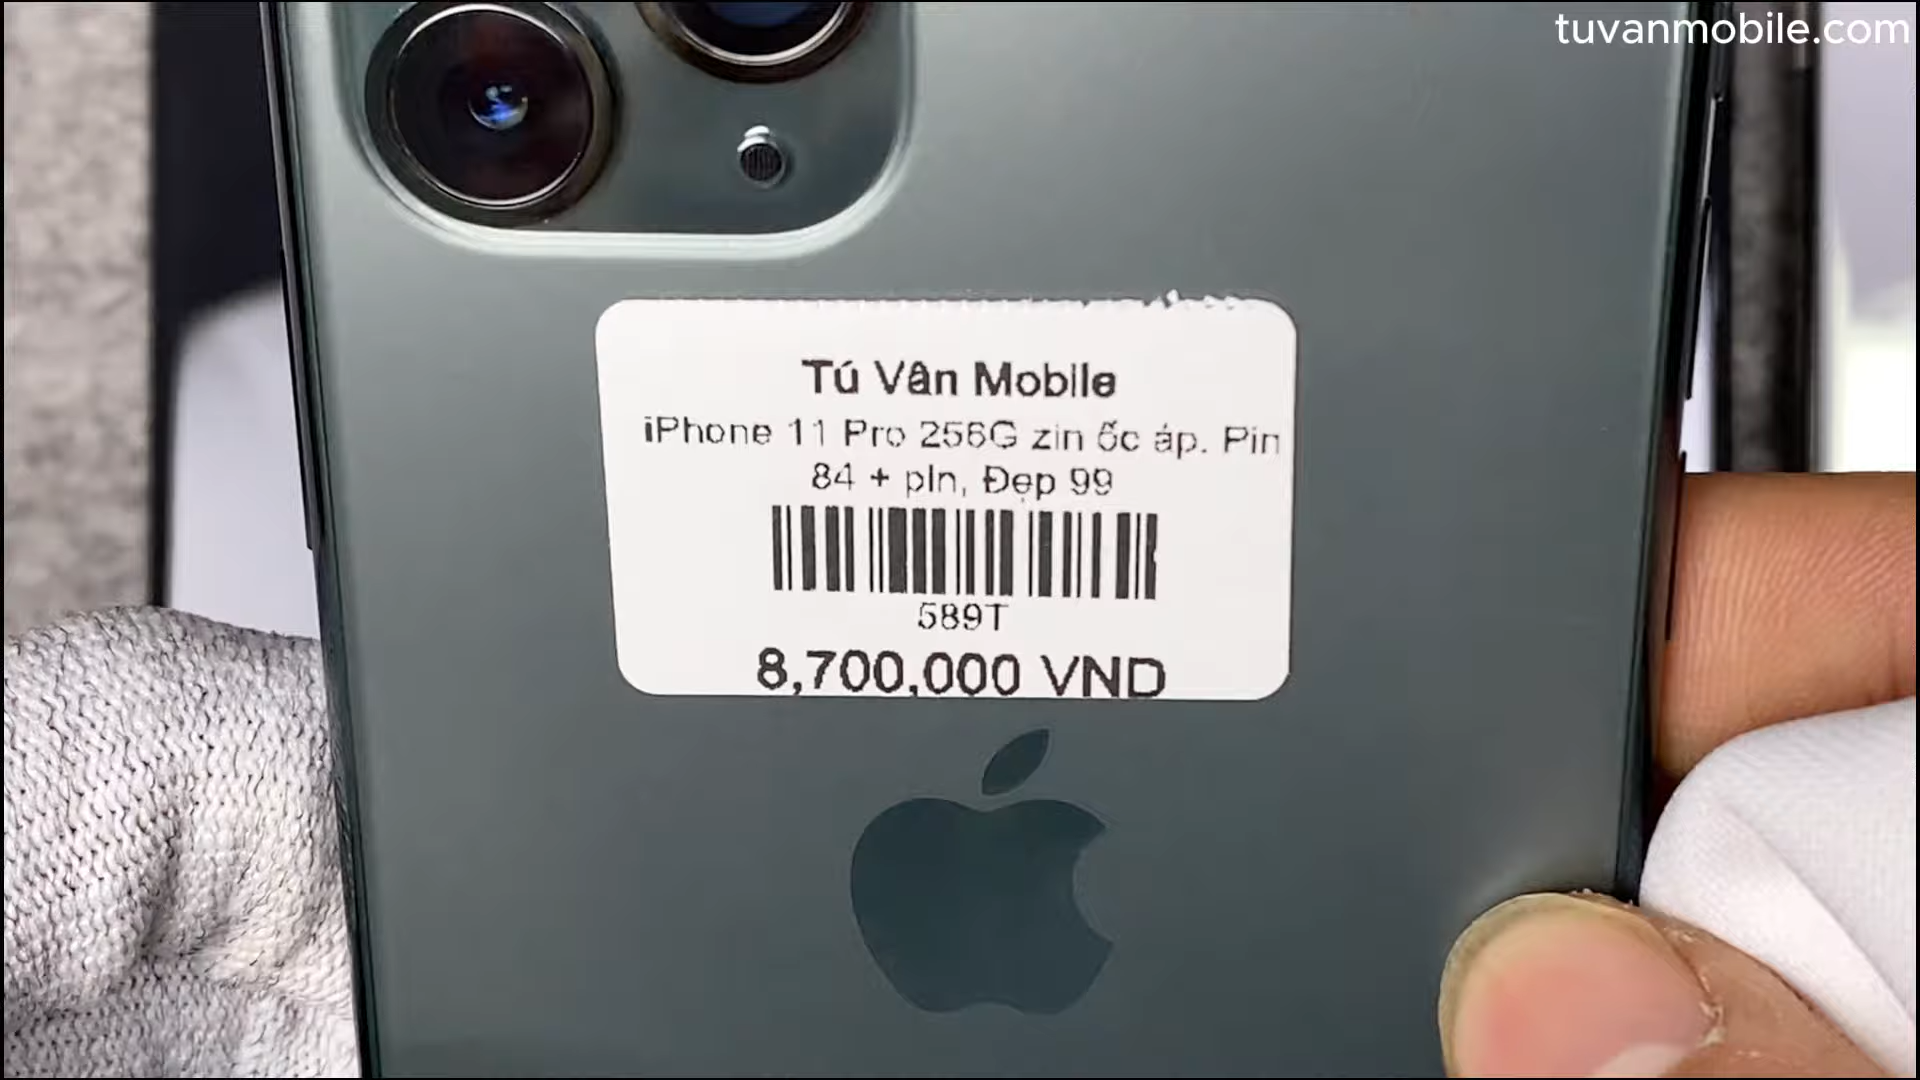 tuvanmobile.com
Tú Vân Mobile
iPhone 11 Pro 256G zin ốc áp. Pin
84 + pin, Đẹp 99
589T
8,700,000 VND